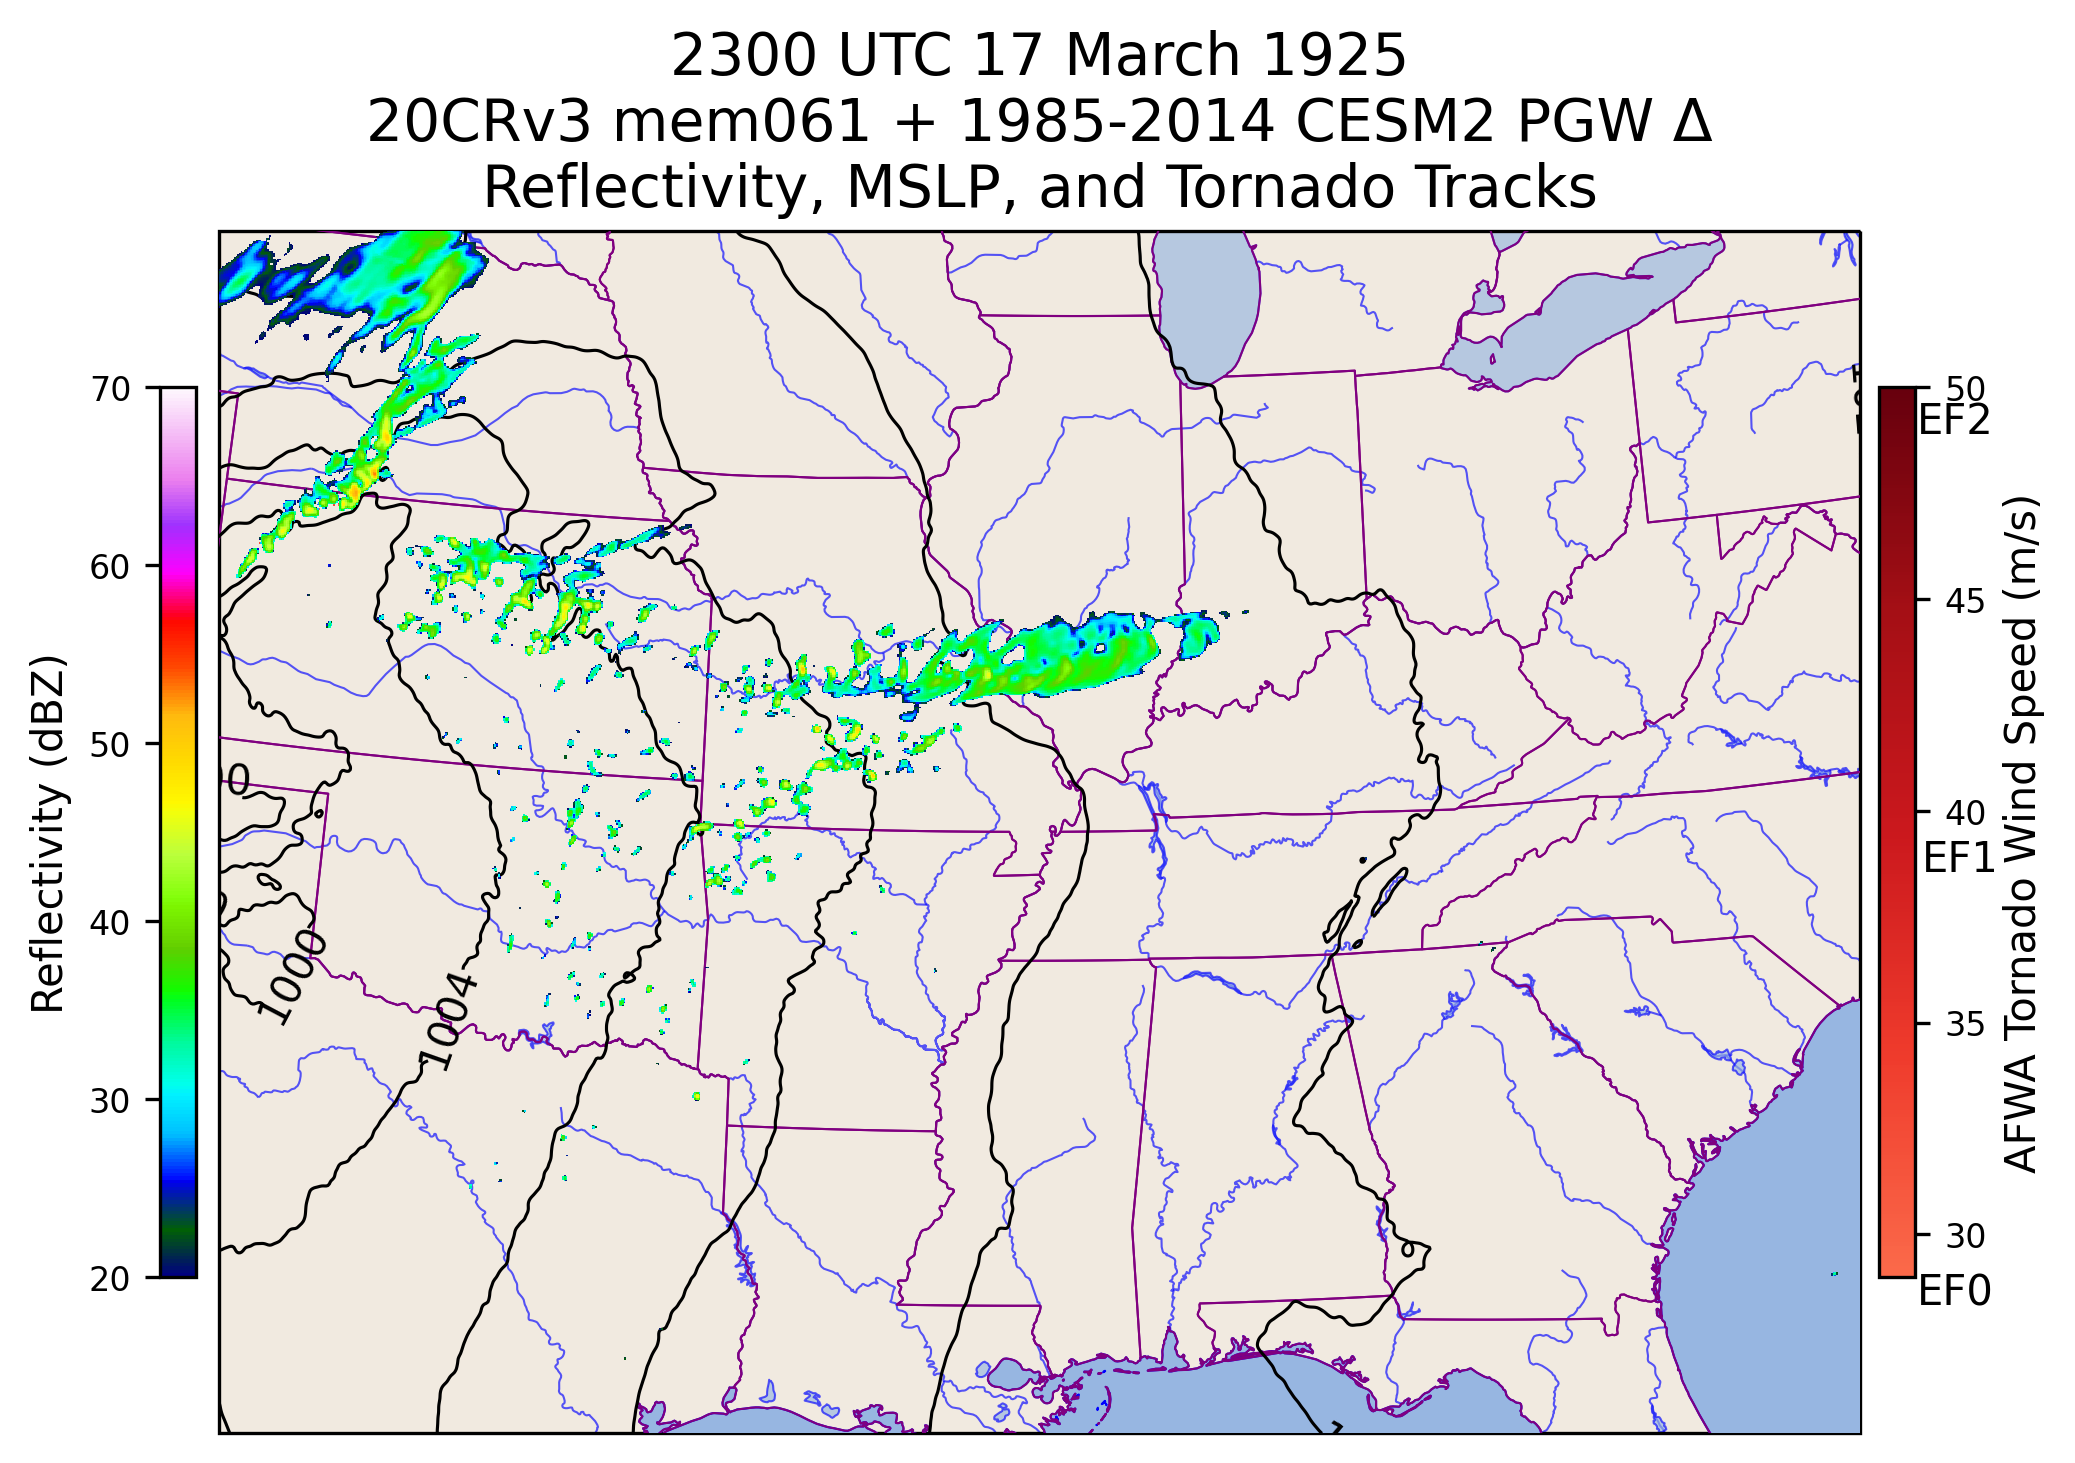 2300 UTC 17 March 1925
20CRv3 mem061 + 1985-2014 CESM2 PGW Δ
Reflectivity, MSLP, and Tornado Tracks
Reflectivity (dBZ)
70
60
50
40
30
20
1000
1004
50
EF2
45
40
EF1
35
30
EF0
AFWA Tornado Wind Speed (m/s)